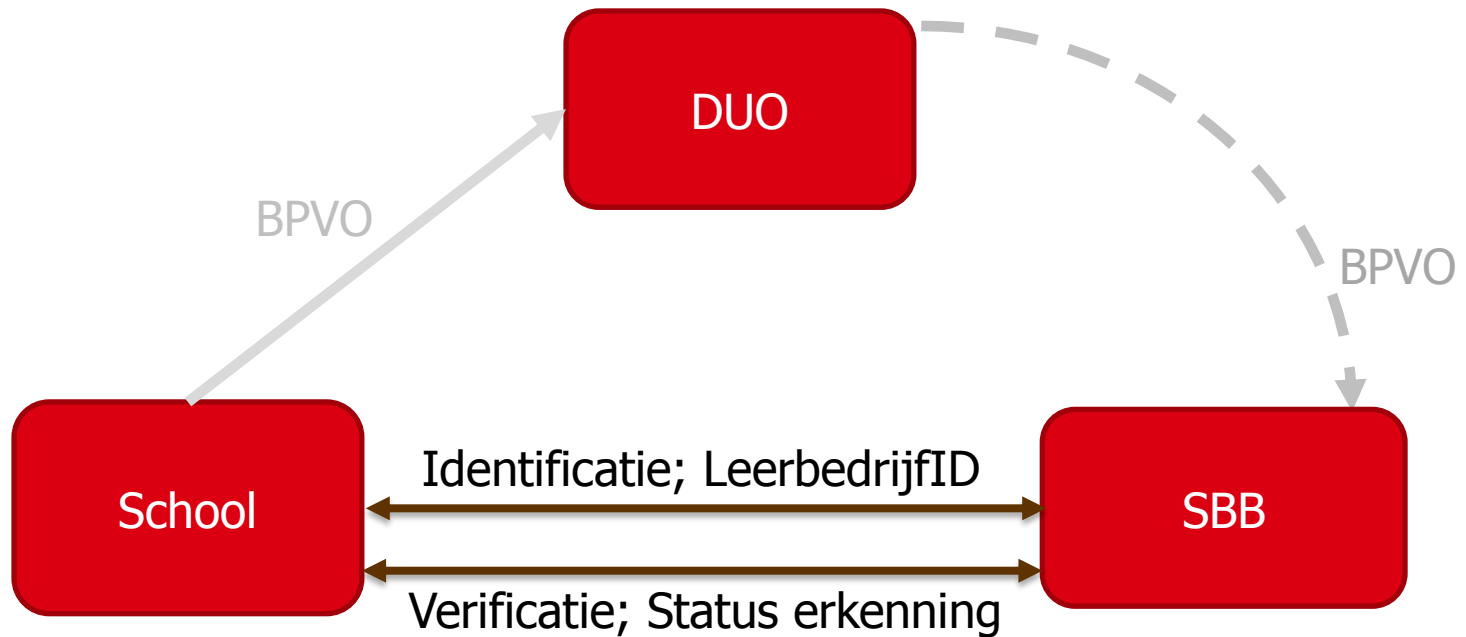 DUO
BPVO
BPVO
Identificatie; LeerbedrijfID
School
SBB
Verificatie; Status erkenning